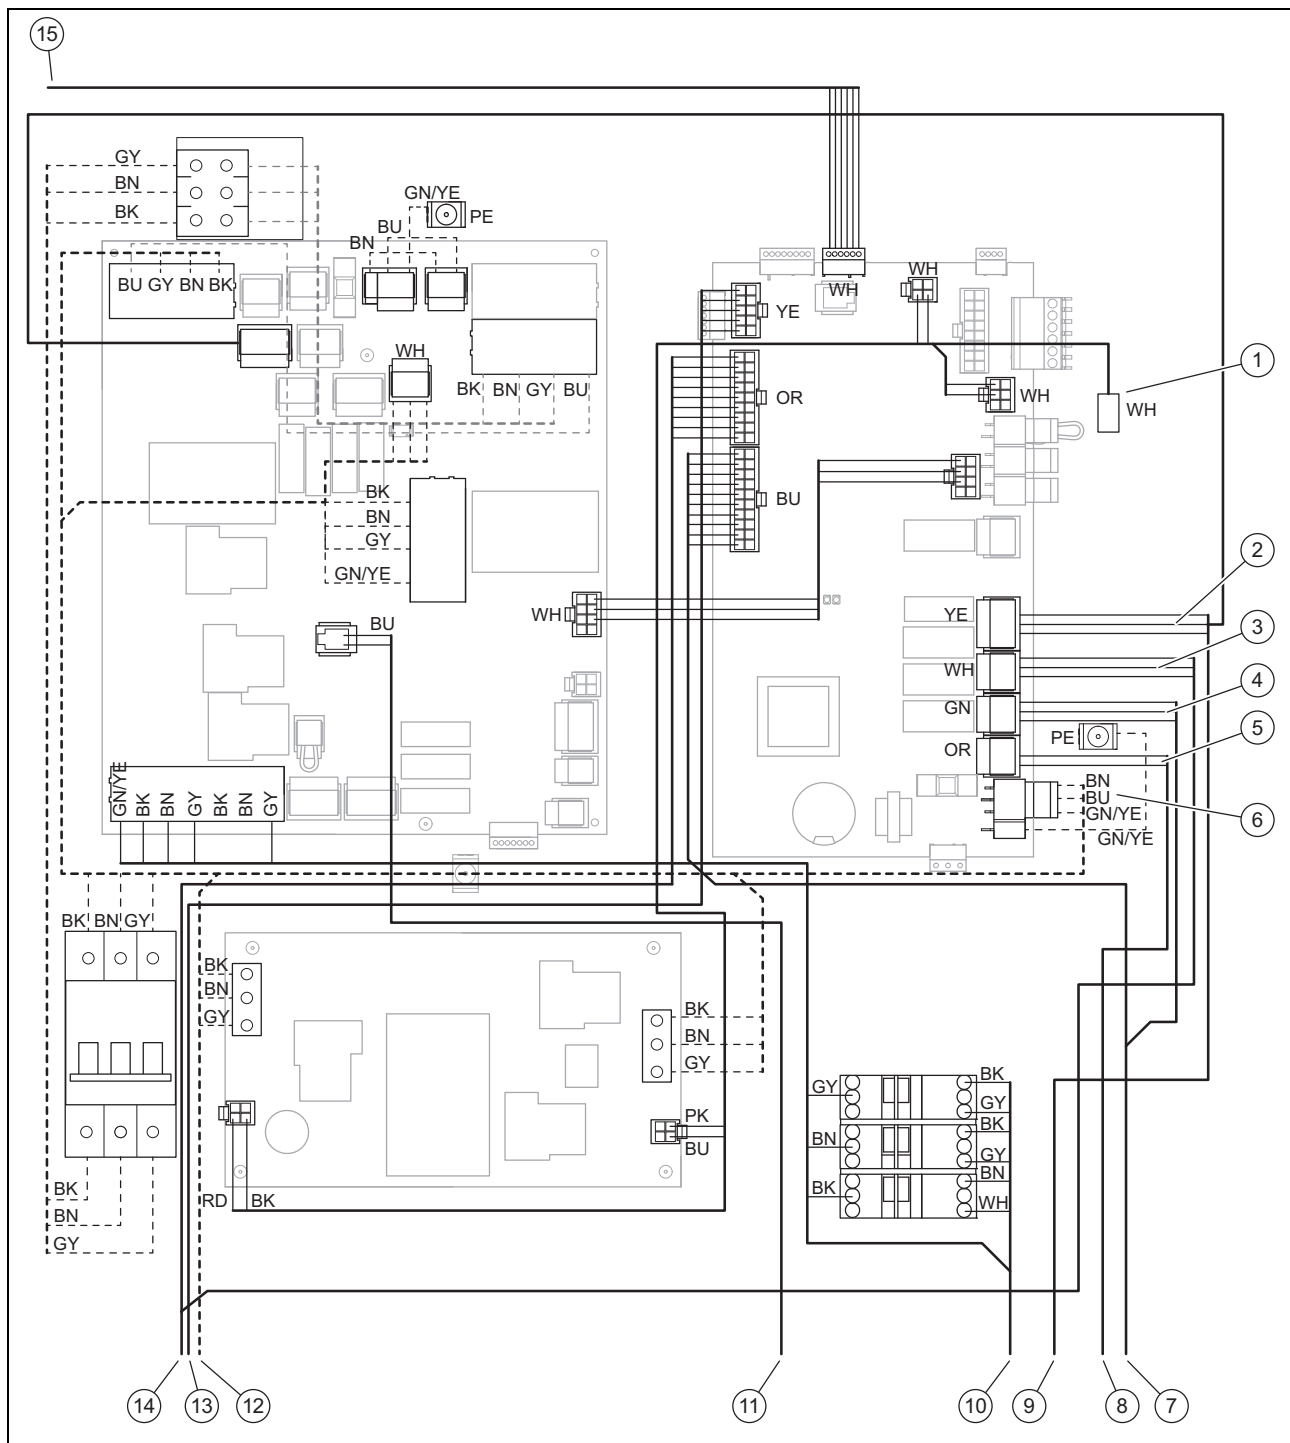 15
GY
BN
BK
GN/YE
PE
BU
BN
BU GY BN BK
WH
WH
YE
WH
BK BN GY BU
OR
WH
WH
1
BK
BN
GY
GN/YE
BU
WH
BU
YE
2
WH
3
GN
4
PE
OR
5
BN
BU
GN/YE
6
GN/YE
GN/YE BK BN GY BK BN GY
BK BN GY
BK
BN
GY
BK
BN
GY
PK
BU
RD BK
BK
BN
GY
GY
BK
GY
BN
BK
GY
BK
BN
WH
14 13 12 11 10 9 8 7